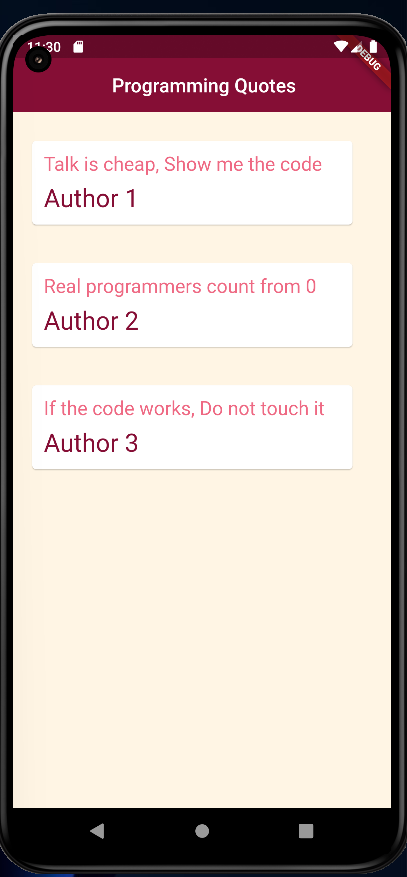 11:30
DEBUG
Programming Quotes
Talk is cheap, Show me the code
Author 1
Real programmers count from 0
Author 2
If the code works, Do not touch it
Author 3